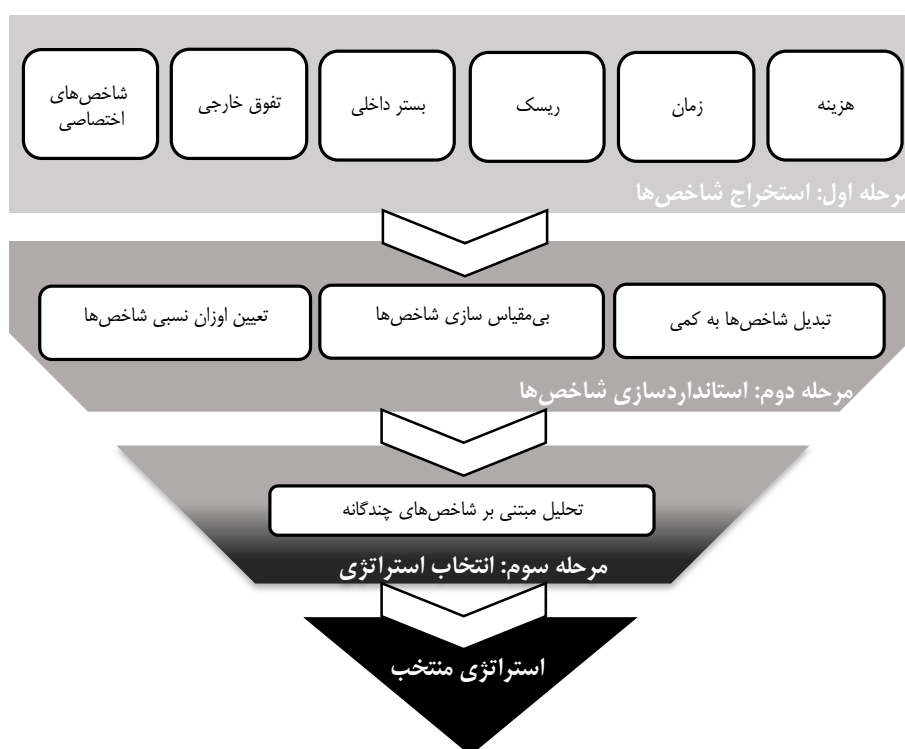 هزینه
زمان
ریسک
بستر داخلی
تفوق خارجی
شاخص‌های
اختصاصی
مرحله اول: استخراج شاخص‌ها
تبدیل شاخص‌ها به کمی
بی‌مقیاس سازی شاخص‌ها
تعیین اوزان نسبی شاخص‌ها
مرحله دوم: استانداردسازی شاخص‌ها
تحلیل مبتنی بر شاخص‌های چندگانه
مرحله سوم: انتخاب استراتژی
استراتژی منتخب